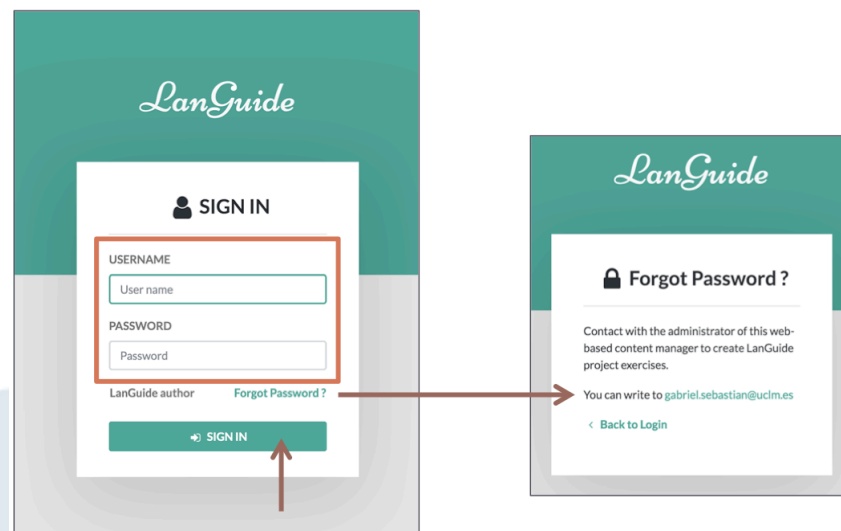 LanGuide
SIGN IN
USERNAME
User name
PASSWORD
Password
LanGuide author Forgot Password ?
SIGN IN
LanGuide
Forgot Password ?
Contact with the administrator of this web-
based content manager to create LanGuide
project exercises.
You can write to gabriel.sebastian@uclm.es
< Back to Login